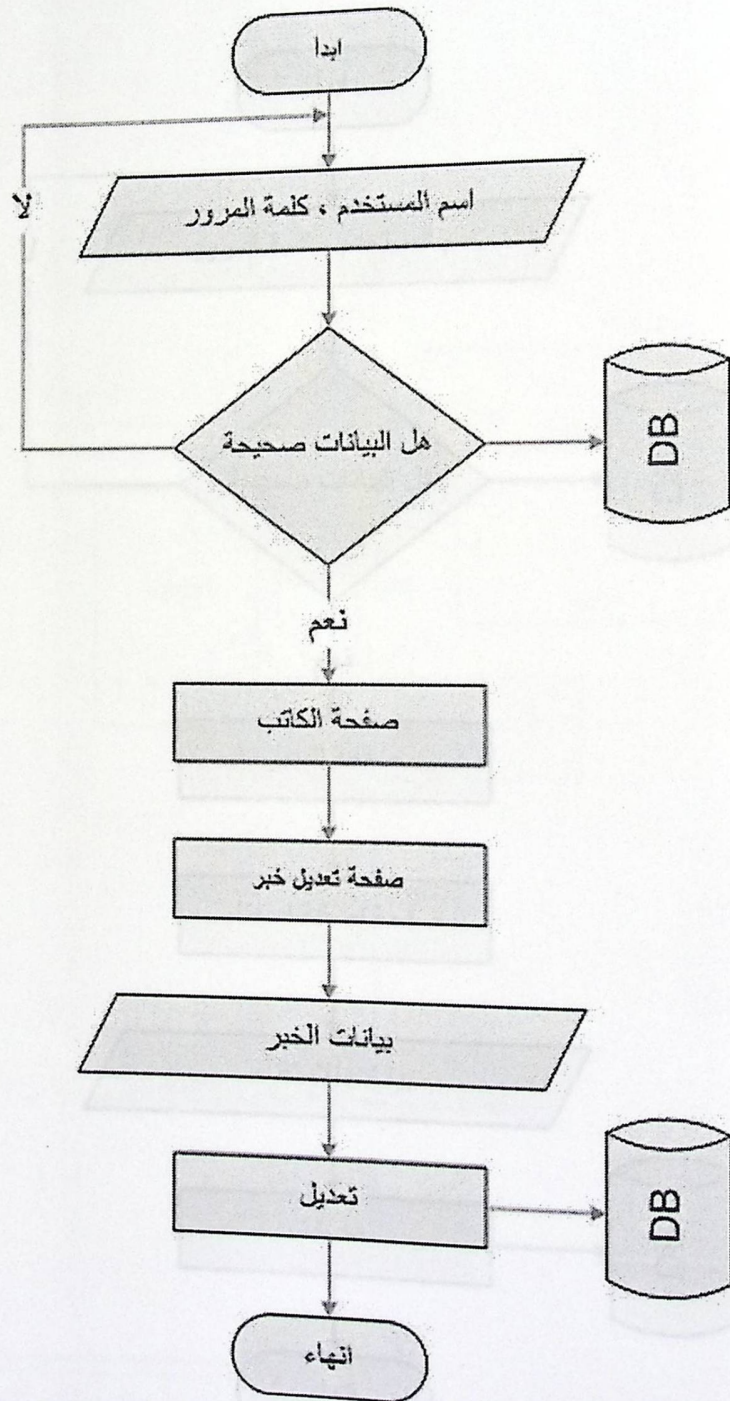 ابدا
لا
اسم المستخدم ، كلمة المرور
هل البيانات صحيحة
DB
نعم
صفحة الكاتب
صفحة تعديل خبر
بيانات الخبر
تعديل
DB
انهاء